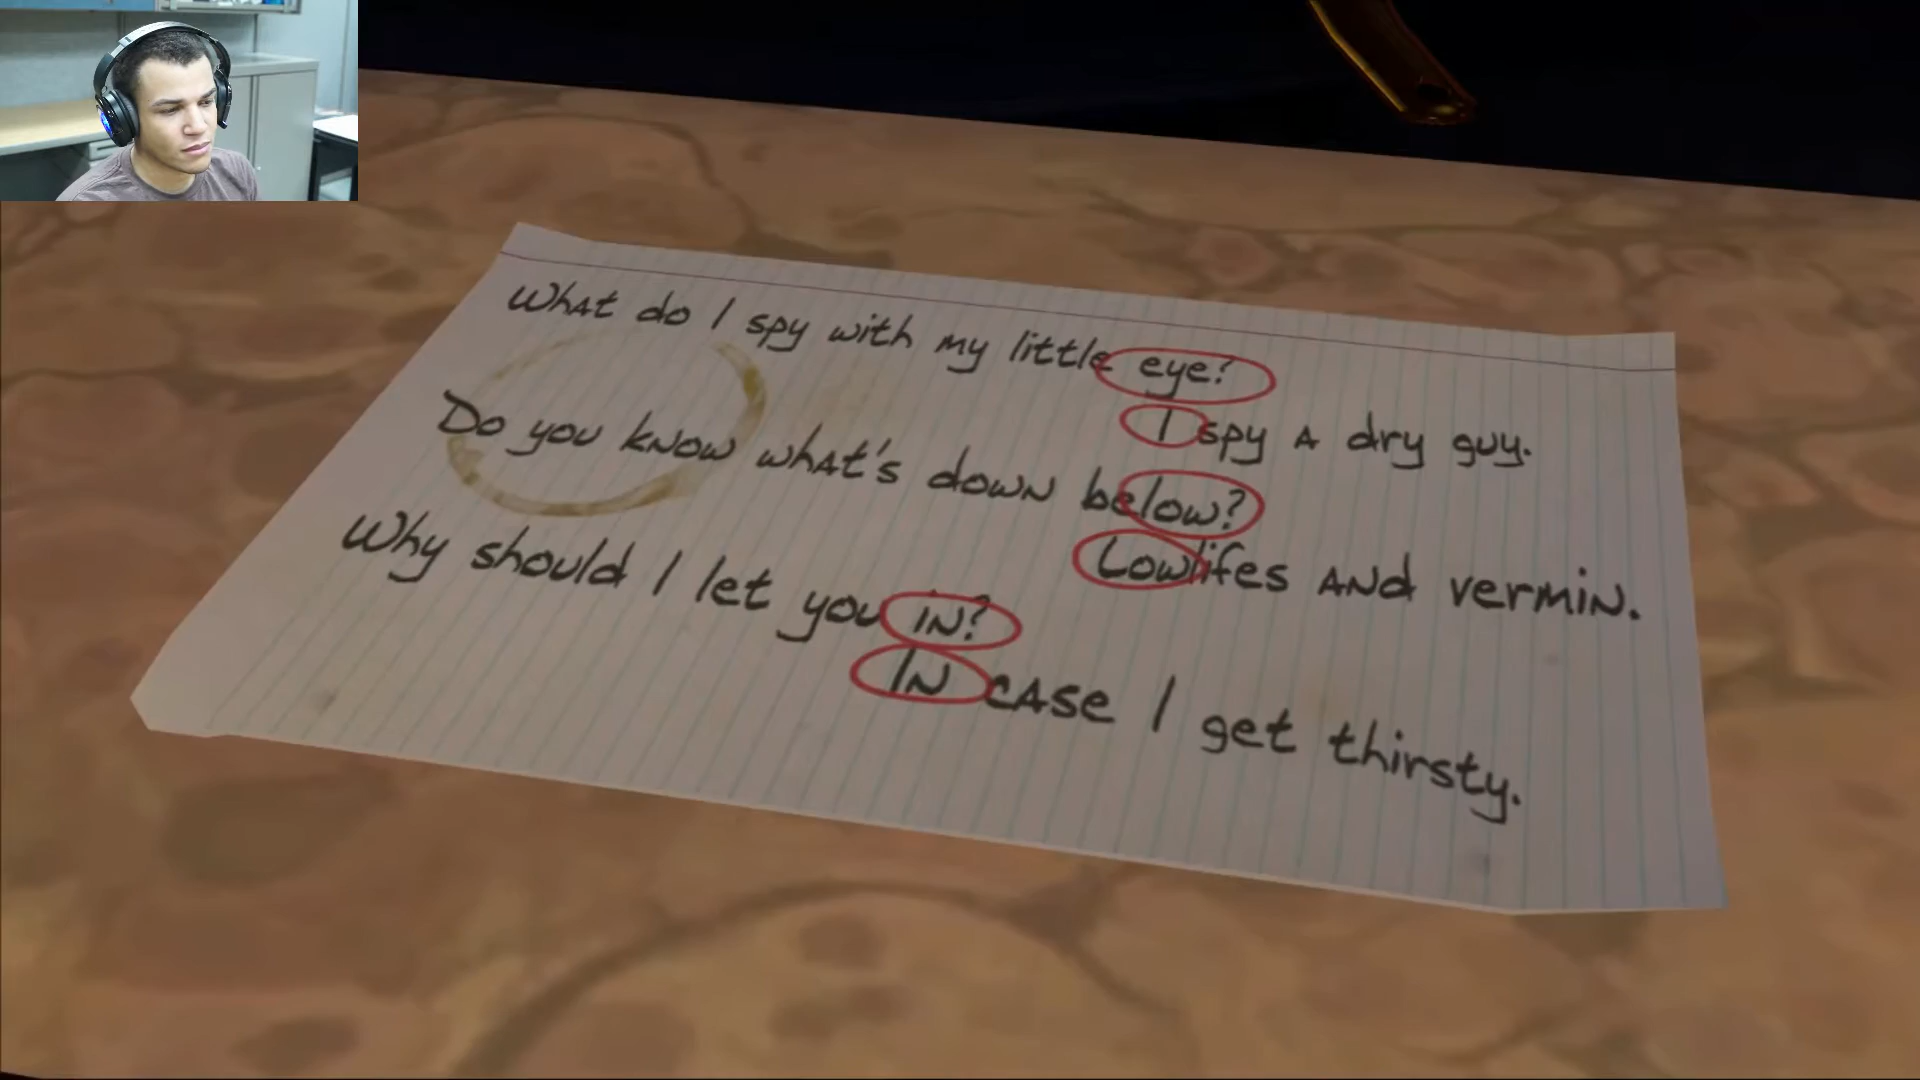 What do I spy with my little eye?
I spy a dry guy.
Do you know what's down below?
Lowlifes and vermin.
Why should I let you in?
In case I get thirsty.